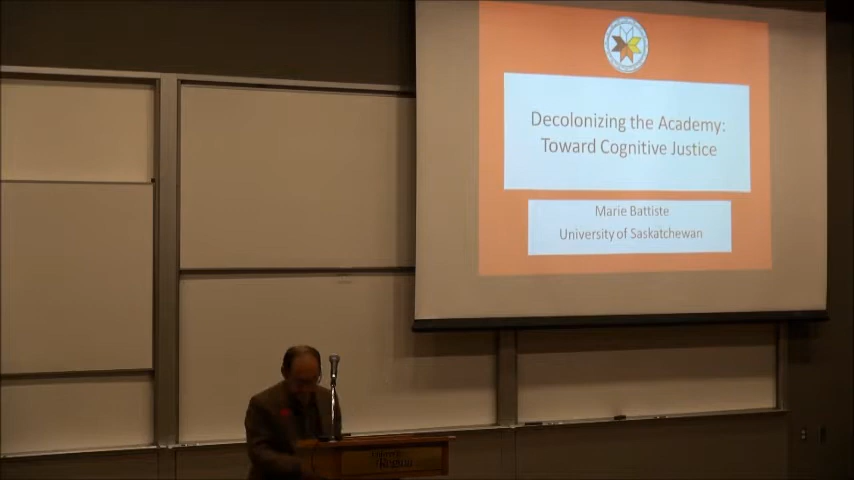 Decolonizing the Academy:
Toward Cognitive Justice
Marie Battiste
University of Saskatchewan